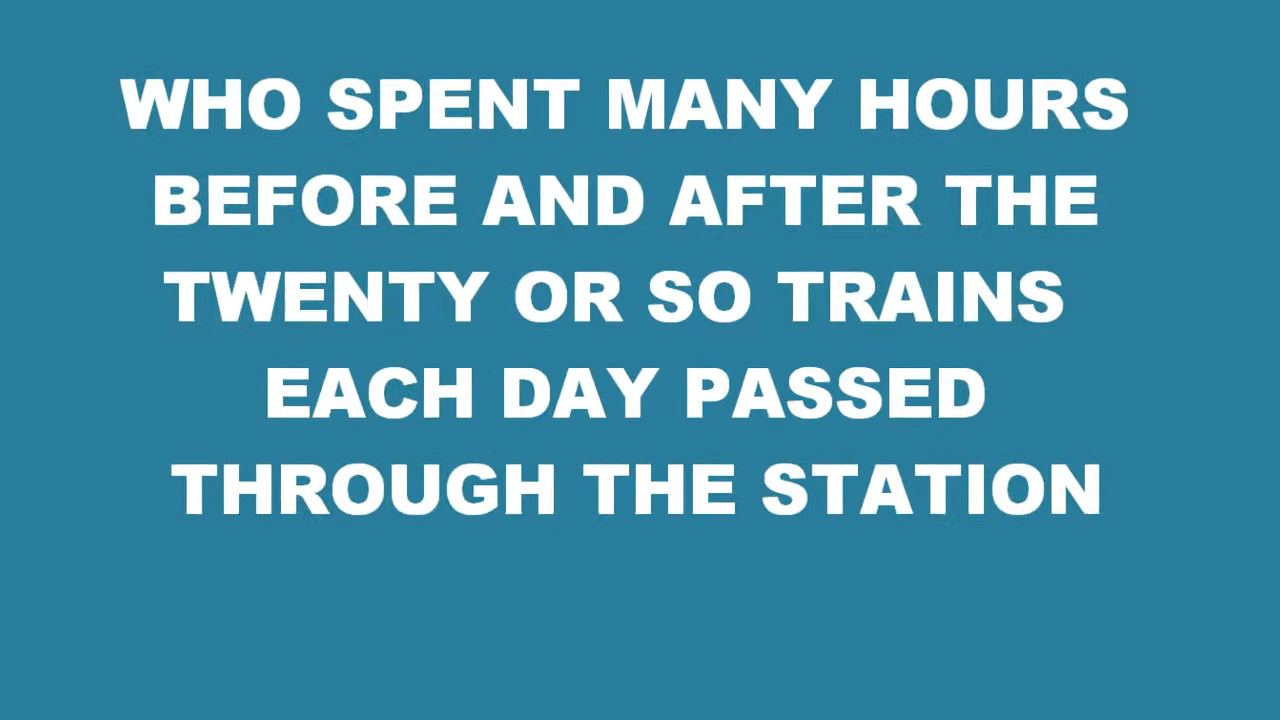 WHO SPENT MANY HOURS
BEFORE AND AFTER THE
TWENTY OR SO TRAINS
EACH DAY PASSED
THROUGH THE STATION